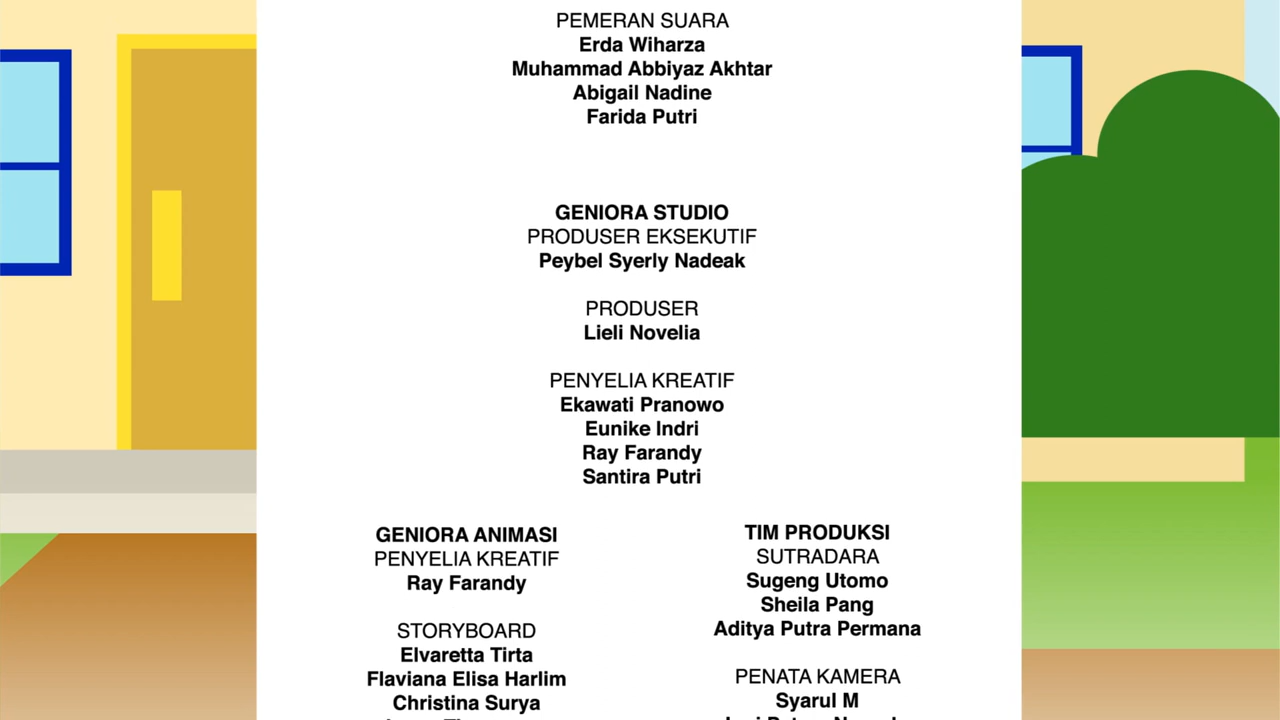 PEMERAN SUARA
Erda Wiharza
Muhammad Abbiyaz Akhtar
Abigail Nadine
Farida Putri
GENIORA STUDIO
PRODUSER EKSEKUTIF
Peybel Syerly Nadeak
PRODUSER
Lieli Novelia
PENYELIA KREATIF
Ekawati Pranowo
Eunike Indri
Ray Farandy
Santira Putri
GENIORA ANIMASI
PENYELIA KREATIF
Ray Farandy
STORYBOARD
Elvaretta Tirta
Flaviana Elisa Harlim
Christina Surya
TIM PRODUKSI
SUTRADARA
Sugeng Utomo
Sheila Pang
Aditya Putra Permana
PENATA KAMERA
Syarul M